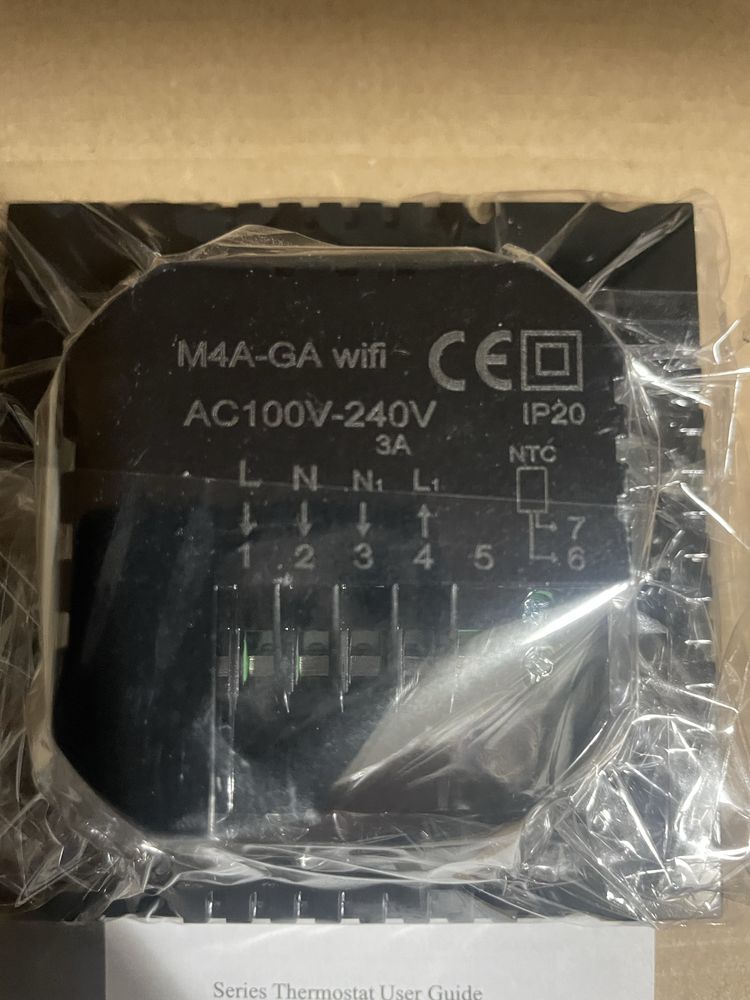 M4A-GA wifi CE
AC100V-240V IP20
3A NTC
L N N₁ L₁
7
1 2 3 4 5 6
Series Thermostat User Guide